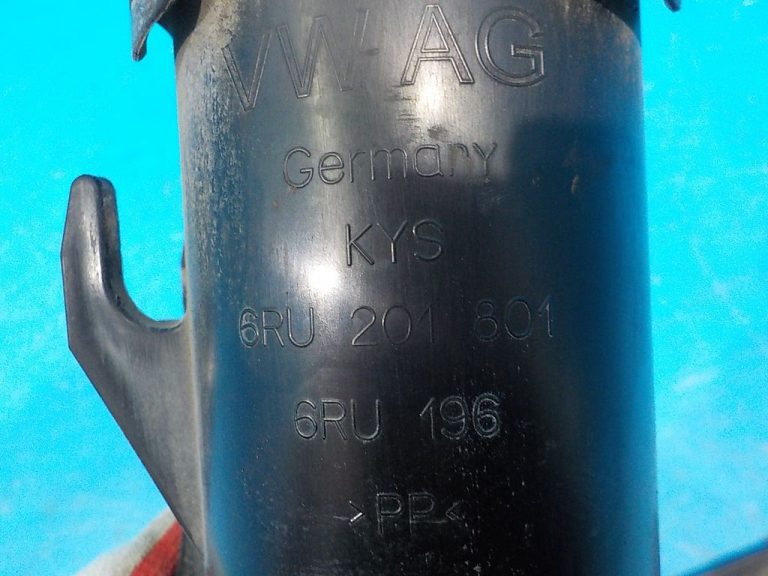 VW AG
Germany
KYS
6RU 201 801
6RU 196
>PP<